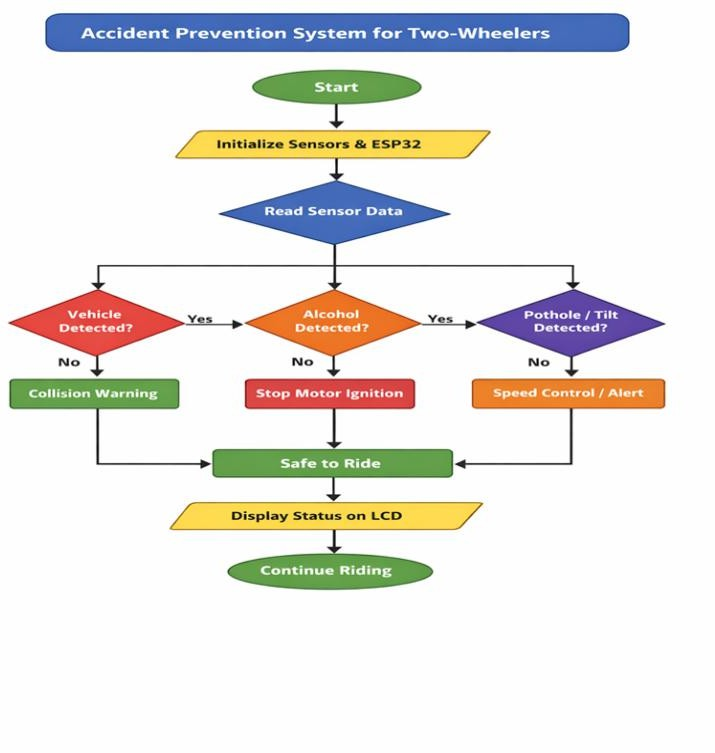 Accident Prevention System for Two-Wheelers
Start
Initialize Sensors & ESP32
Read Sensor Data
Vehicle
Detected?
Yes
Alcohol
Detected?
Yes
Pothole / Tilt
Detected?
No
No
No
Collision Warning
Stop Motor Ignition
Speed Control / Alert
Safe to Ride
Display Status on LCD
Continue Riding